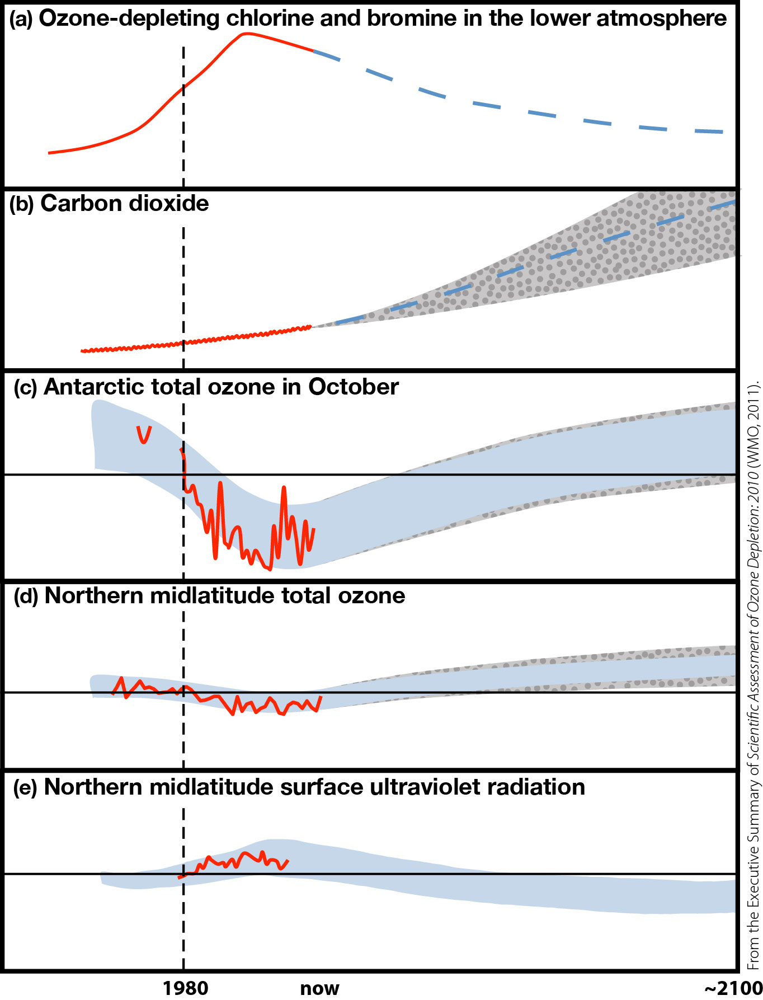 (a) Ozone-depleting chlorine and bromine in the lower atmosphere
(b) Carbon dioxide
(c) Antarctic total ozone in October
(d) Northern midlatitude total ozone
(e) Northern midlatitude surface ultraviolet radiation
1980 now ~2100
From the Executive Summary of Scientific Assessment of Ozone Depletion: 2010 (WMO, 2011).